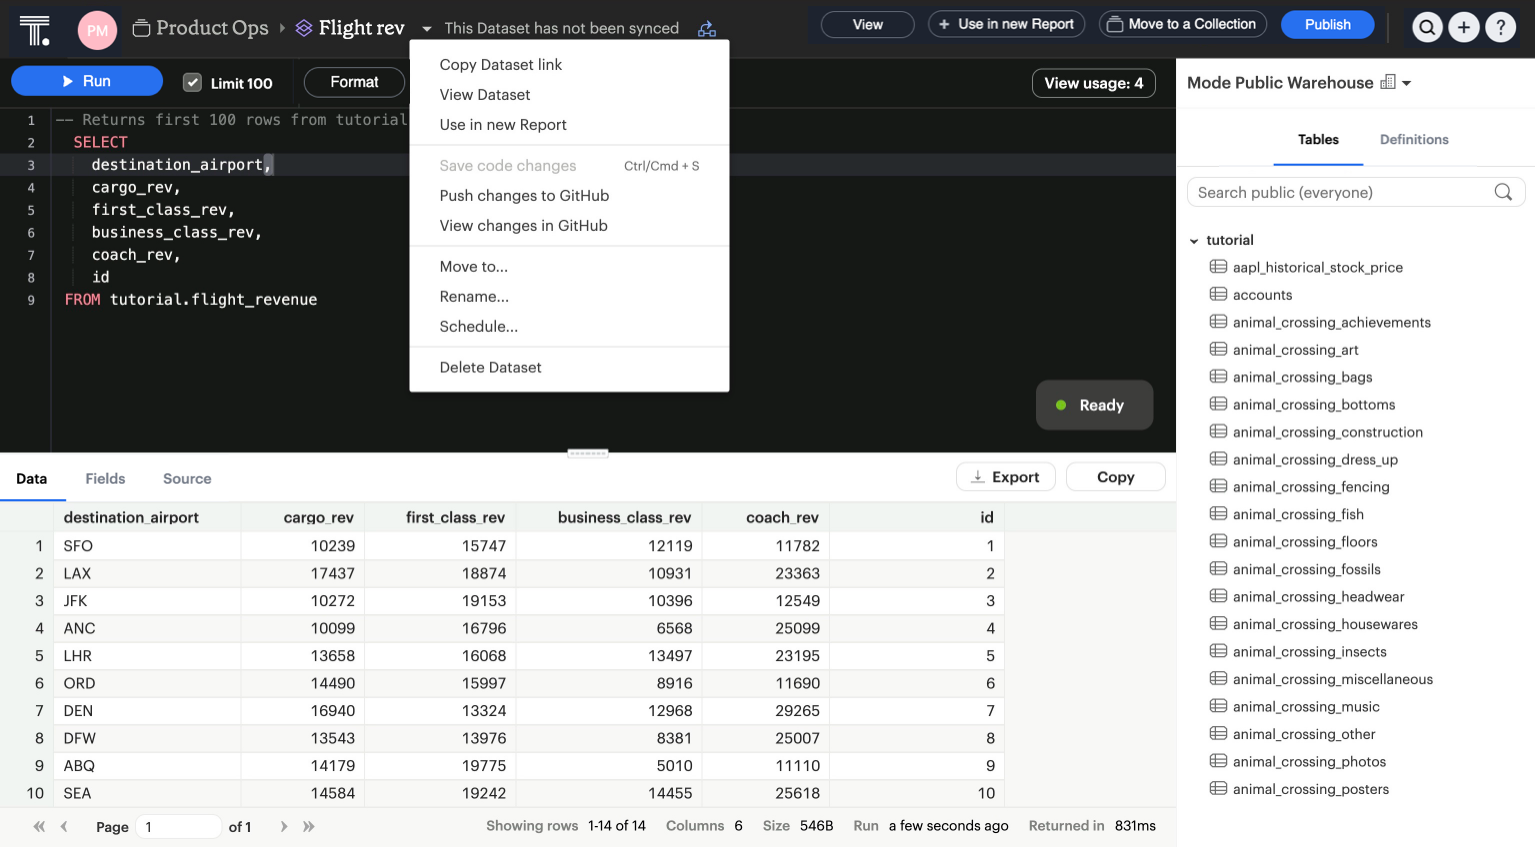 T.
PM
Product Ops
Flight rev
This Dataset has not been synced
View
+ Use in new Report
Move to a Collection
Publish
+
?
Run
Limit 100
Format
View usage: 4
Copy Dataset link
View Dataset
Use in new Report
Save code changes Ctrl/Cmd + S
Push changes to GitHub
View changes in GitHub
Move to...
Rename...
Schedule...
Delete Dataset
1 -- Returns first 100 rows from tutorial
2 SELECT
3 destination_airport,
4 cargo_rev,
5 first_class_rev,
6 business_class_rev,
7 coach_rev,
8 id
9 FROM tutorial.flight_revenue
Ready
Mode Public Warehouse
Tables Definitions
Search public (everyone)
tutorial
aapl_historical_stock_price
accounts
animal_crossing_achievements
animal_crossing_art
animal_crossing_bags
animal_crossing_bottoms
animal_crossing_construction
animal_crossing_dress_up
animal_crossing_fencing
animal_crossing_fish
animal_crossing_floors
animal_crossing_fossils
animal_crossing_headwear
animal_crossing_housewares
animal_crossing_insects
animal_crossing_miscellaneous
animal_crossing_music
animal_crossing_other
animal_crossing_photos
animal_crossing_posters
Data Fields Source
Export
Copy
destination_airport cargo_rev first_class_rev business_class_rev coach_rev id
1 SFO 10239 15747 12119 11782 1
2 LAX 17437 18874 10931 23363 2
3 JFK 10272 19153 10396 12549 3
4 ANC 10099 16796 6568 25099 4
5 LHR 13658 16068 13497 23195 5
6 ORD 14490 15997 8916 11690 6
7 DEN 16940 13324 12968 29265 7
8 DFW 13543 13976 8381 25007 8
9 ABQ 14179 19775 5010 11110 9
10 SEA 14584 19242 14455 25618 10
Page 1 of 1
Showing rows 1-14 of 14 Columns 6 Size 546B Run a few seconds ago Returned in 831ms